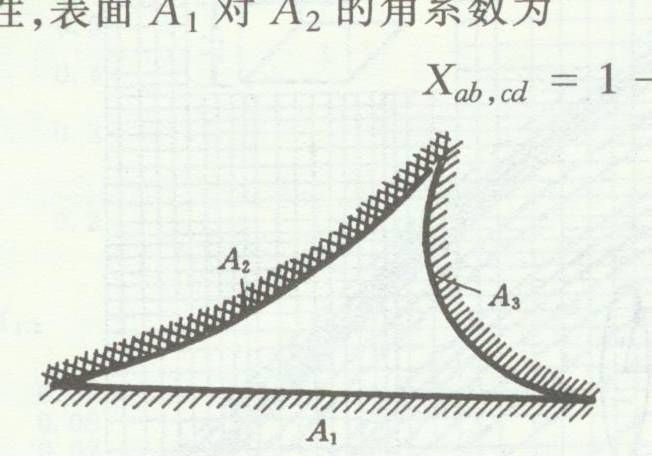 性,表面 A₁ 对 A₂ 的角系数为
X_{ab,cd} = 1 -
A₂
A₃
A₁